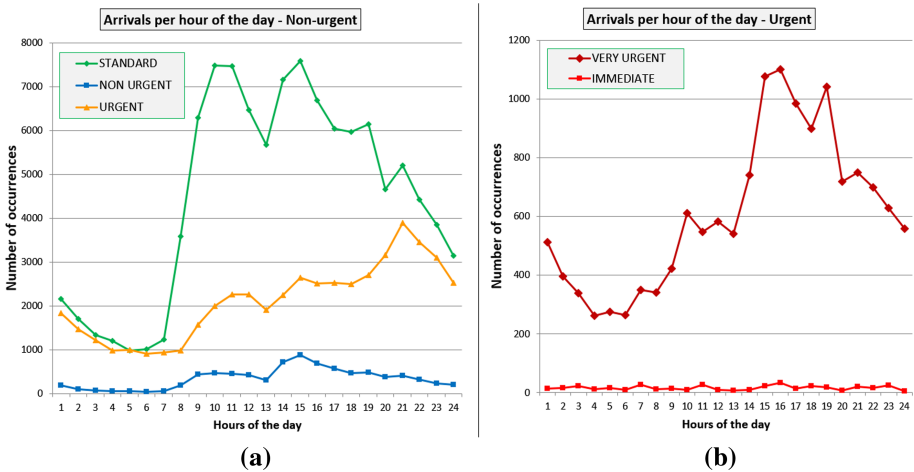 Arrivals per hour of the day - Non-urgent
8000
7000
6000
5000
4000
3000
2000
1000
0
Number of occurrences
STANDARD
NON URGENT
URGENT
1 2 3 4 5 6 7 8 9 10 11 12 13 14 15 16 17 18 19 20 21 22 23 24
Hours of the day
(a)
Arrivals per hour of the day - Urgent
1200
1000
800
600
400
200
0
Number of occurrences
VERY URGENT
IMMEDIATE
1 2 3 4 5 6 7 8 9 10 11 12 13 14 15 16 17 18 19 20 21 22 23 24
Hours of the day
(b)